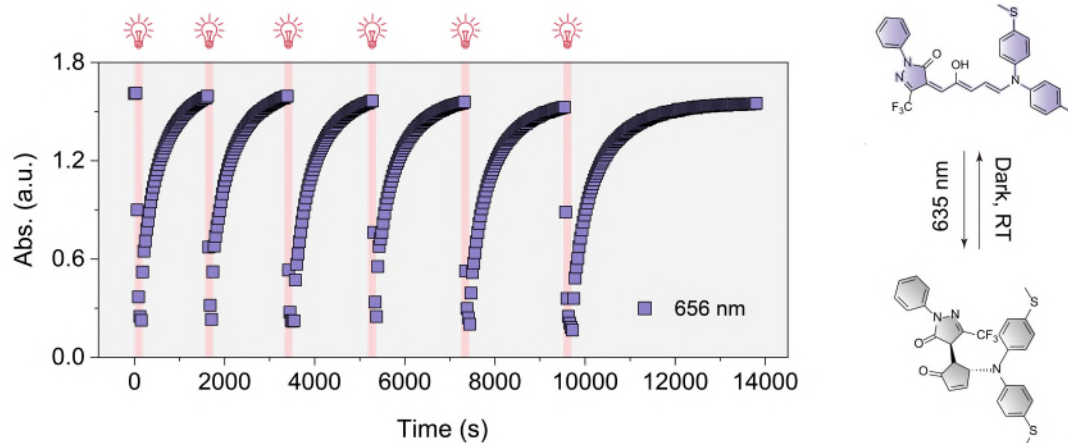 1.8
1.2
0.6
0.0
Abs. (a.u.)
656 nm
0
2000
4000
6000
8000
10000
12000
14000
Time (s)
S
O
OH
N
N
N
F₃C
635 nm
Dark, RT
N
N
O
CF₃
S
O
N
S